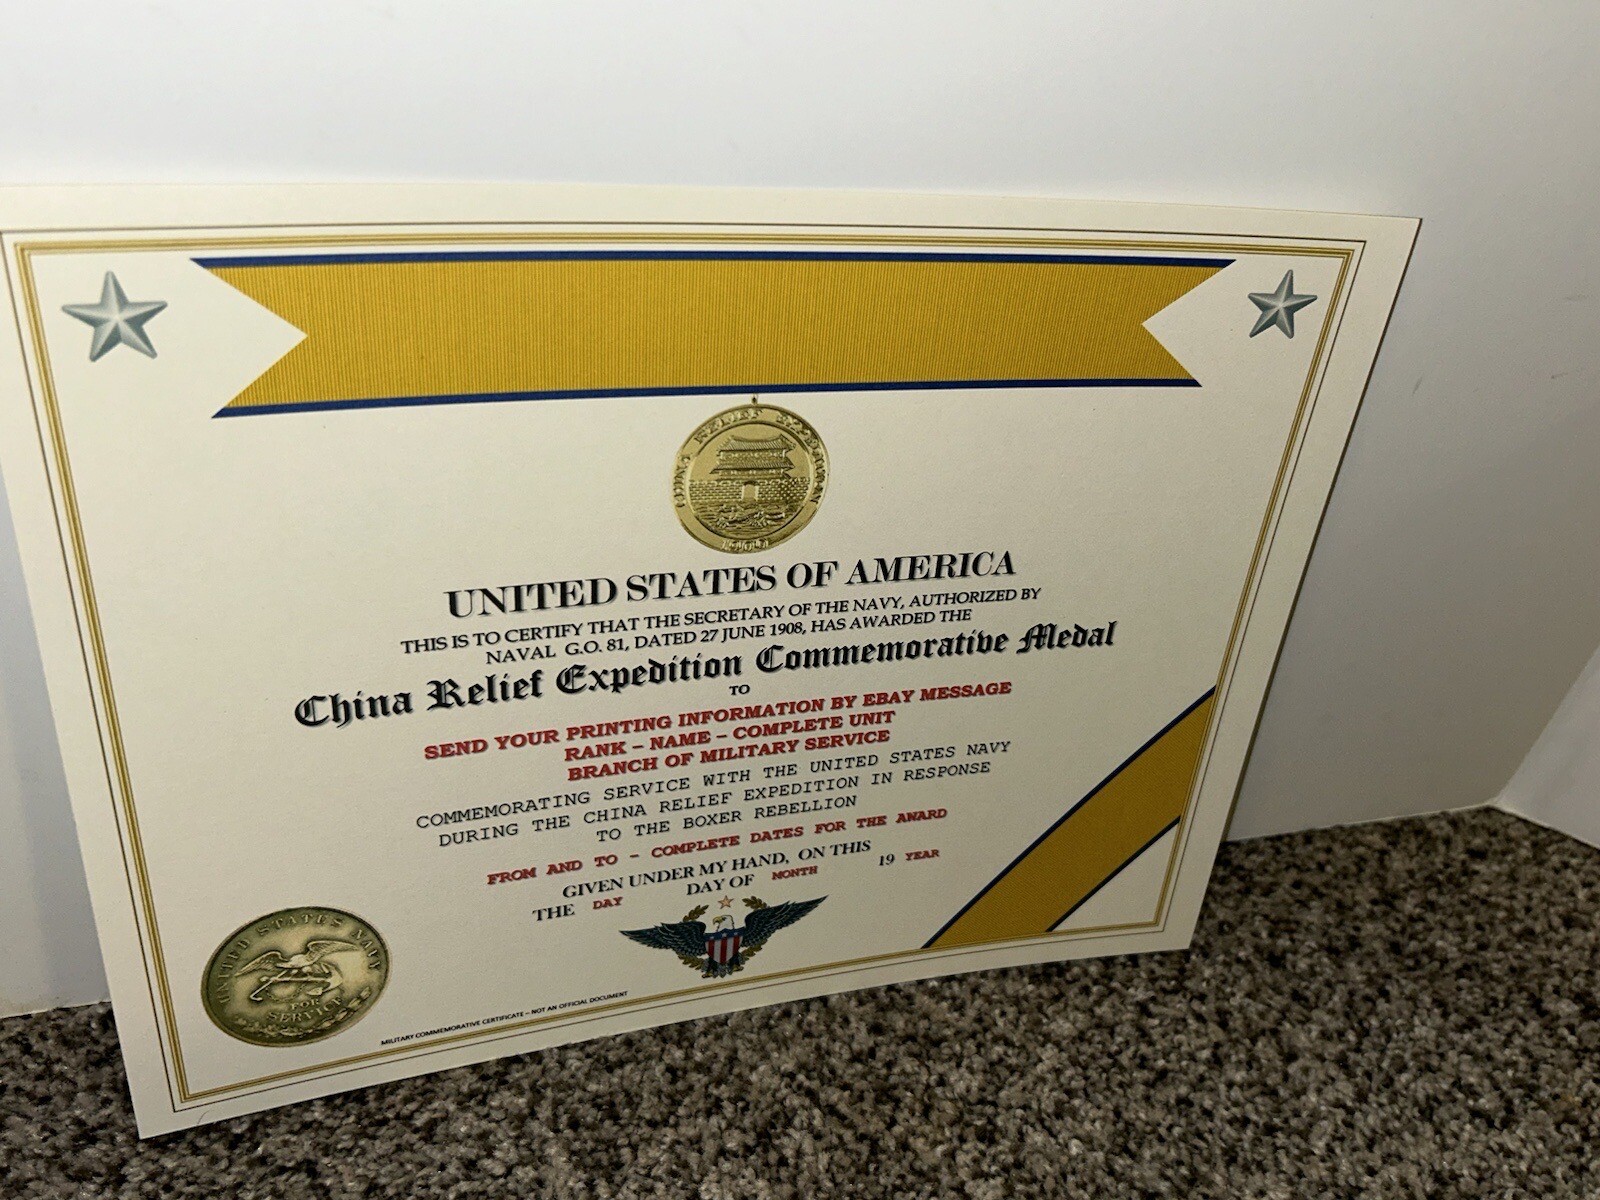 CHINA RELIEF EXPEDITION
UNITED STATES OF AMERICA
THIS IS TO CERTIFY THAT THE SECRETARY OF THE NAVY, AUTHORIZED BY
NAVAL G.O. 81, DATED 27 JUNE 1908, HAS AWARDED THE
China Relief Expedition Commemorative Medal
TO
SEND YOUR PRINTING INFORMATION BY EBAY MESSAGE
RANK – NAME – COMPLETE UNIT
BRANCH OF MILITARY SERVICE
COMMEMORATING SERVICE WITH THE UNITED STATES NAVY
DURING THE CHINA RELIEF EXPEDITION IN RESPONSE
TO THE BOXER REBELLION
FROM AND TO – COMPLETE DATES FOR THE AWARD
GIVEN UNDER MY HAND, ON THIS
THE DAY DAY OF MONTH 19 YEAR
UNITED STATES NAVY
FOR
SERVICE
MILITARY COMMEMORATIVE CERTIFICATE – NOT AN OFFICIAL DOCUMENT